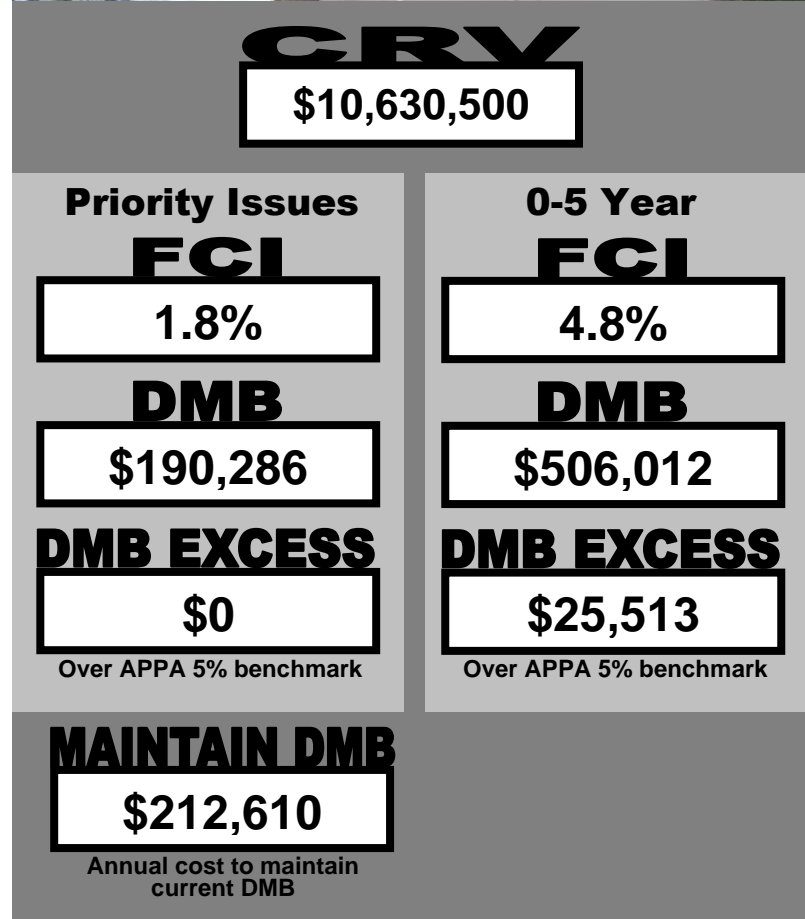 CRV
$10,630,500
Priority Issues
FCI
1.8%
DMB
$190,286
DMB EXCESS
$0
Over APPA 5% benchmark
0-5 Year
FCI
4.8%
DMB
$506,012
DMB EXCESS
$25,513
Over APPA 5% benchmark
MAINTAIN DMB
$212,610
Annual cost to maintain
current DMB